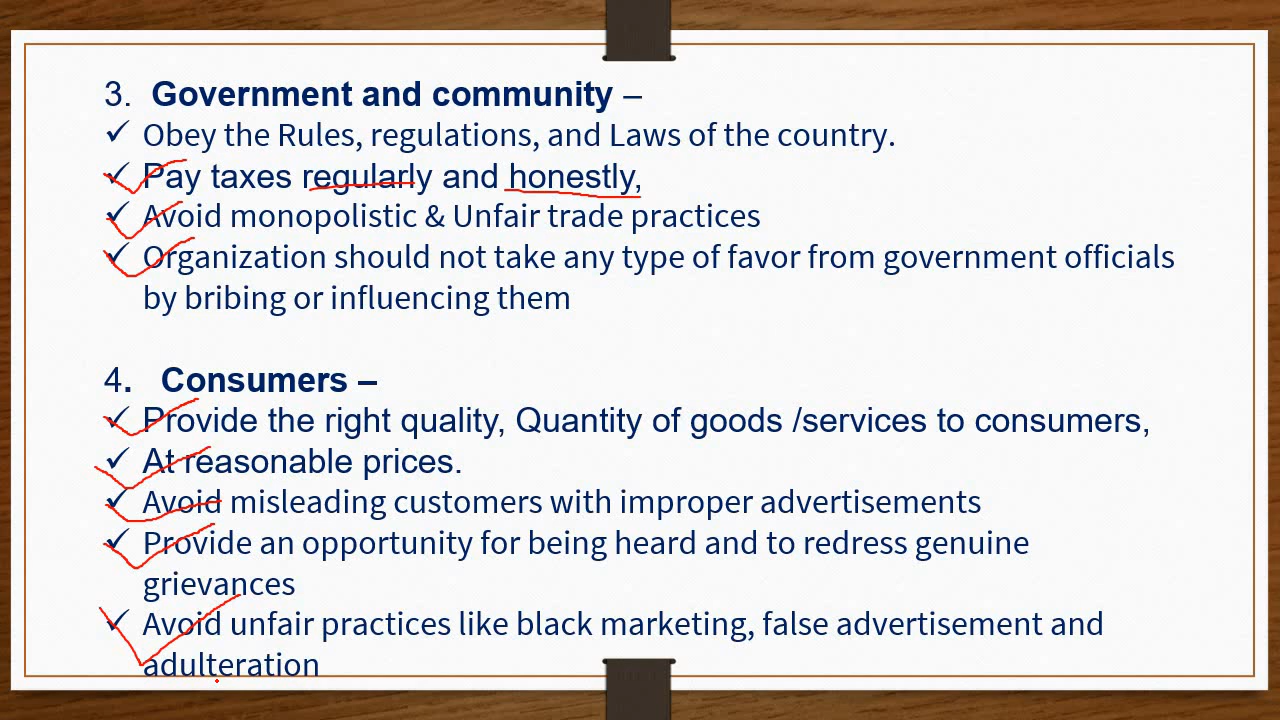 3. Government and community –
✓ Obey the Rules, regulations, and Laws of the country.
✓ Pay taxes regularly and honestly,
✓ Avoid monopolistic & Unfair trade practices
✓ Organization should not take any type of favor from government officials
by bribing or influencing them
4. Consumers –
✓ Provide the right quality, Quantity of goods /services to consumers,
✓ At reasonable prices.
✓ Avoid misleading customers with improper advertisements
✓ Provide an opportunity for being heard and to redress genuine
grievances
✓ Avoid unfair practices like black marketing, false advertisement and
adulteration